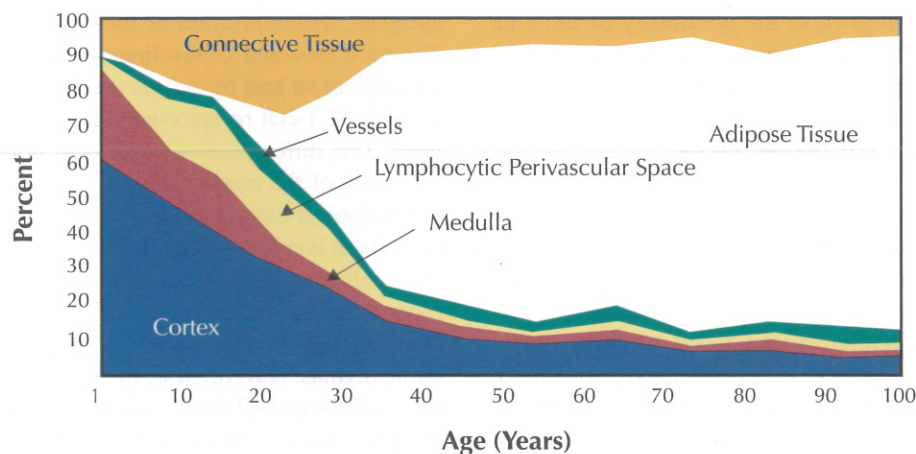 100
90
80
70
60
50
40
30
20
10
Percent
Connective Tissue
Vessels
Adipose Tissue
Lymphocytic Perivascular Space
Medulla
Cortex
1 10 20 30 40 50 60 70 80 90 100
Age (Years)